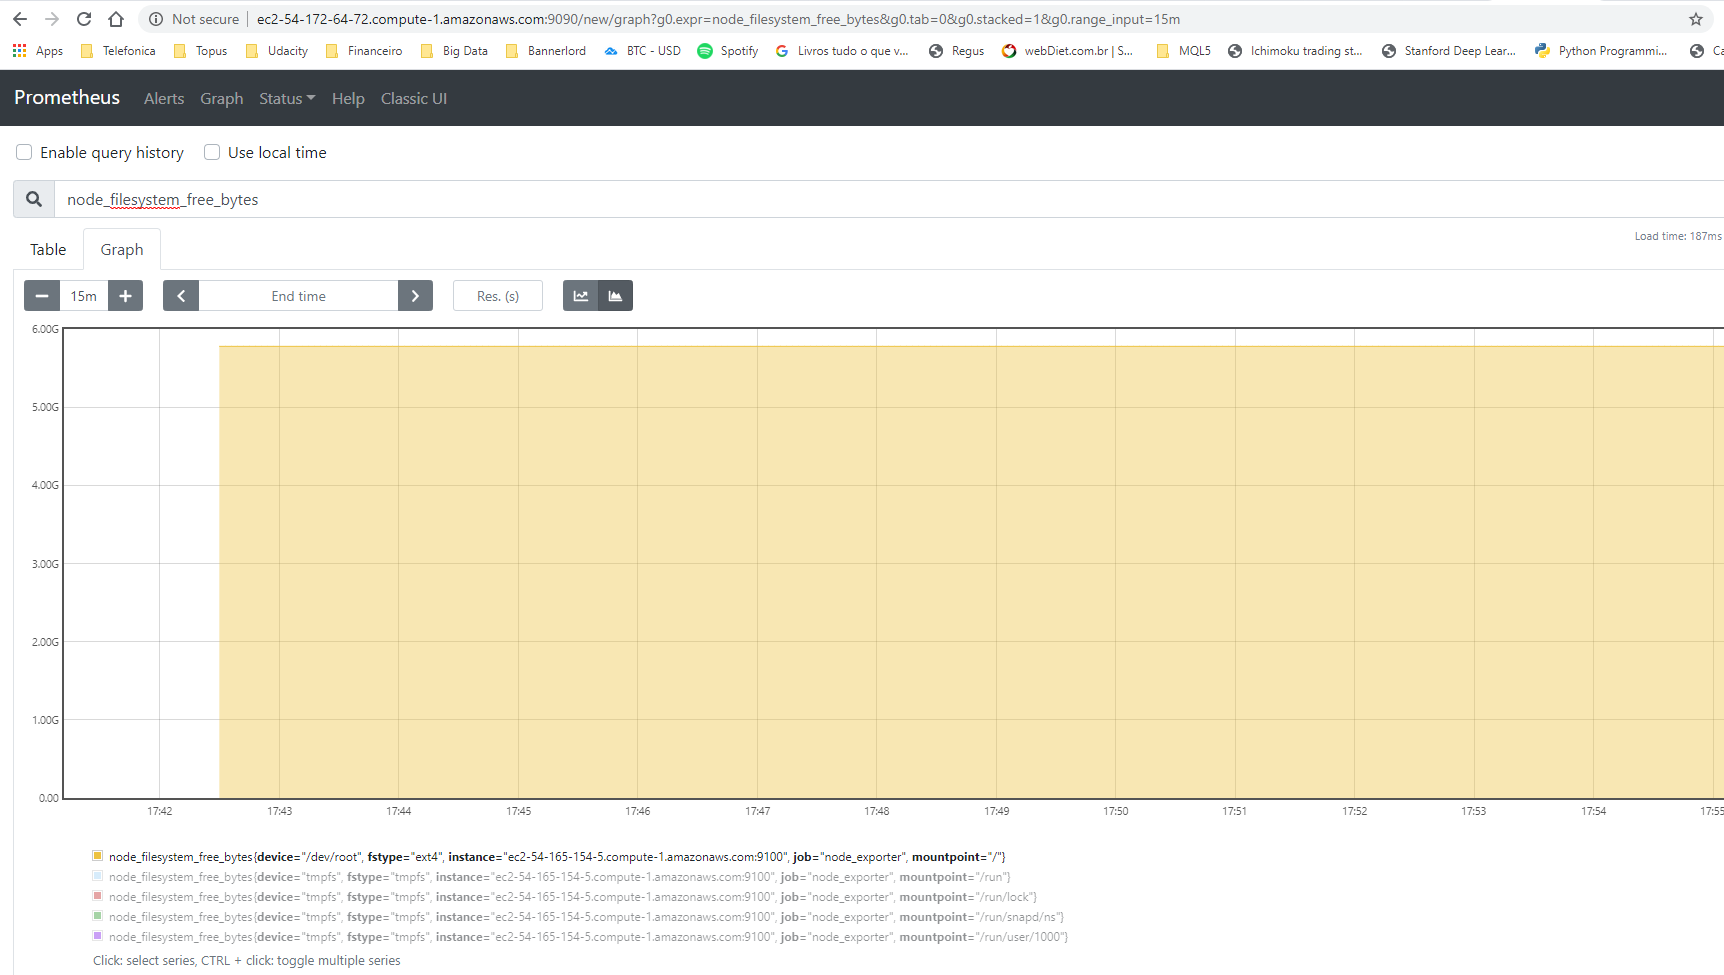 Not secure | ec2-54-172-64-72.compute-1.amazonaws.com:9090/new/graph?g0.expr=node_filesystem_free_bytes&g0.tab=0&g0.stacked=1&g0.range_input=15m
Apps Telefonica Topus Udacity Financeiro Big Data Bannerlord BTC - USD Spotify Livros tudo o que v... Regus webDiet.com.br | S... MQL5 Ichimoku trading st... Stanford Deep Lear... Python Programmi... Ca
Prometheus Alerts Graph Status Help Classic UI
Enable query history Use local time
node_filesystem_free_bytes
Load time: 187ms
Table Graph
15m End time Res. (s)
6.00G
5.00G
4.00G
3.00G
2.00G
1.00G
0.00
17:42 17:43 17:44 17:45 17:46 17:47 17:48 17:49 17:50 17:51 17:52 17:53 17:54 17:55
node_filesystem_free_bytes{device="/dev/root", fstype="ext4", instance="ec2-54-165-154-5.compute-1.amazonaws.com:9100", job="node_exporter", mountpoint="/"}
node_filesystem_free_bytes{device="tmpfs", fstype="tmpfs", instance="ec2-54-165-154-5.compute-1.amazonaws.com:9100", job="node_exporter", mountpoint="/run"}
node_filesystem_free_bytes{device="tmpfs", fstype="tmpfs", instance="ec2-54-165-154-5.compute-1.amazonaws.com:9100", job="node_exporter", mountpoint="/run/lock"}
node_filesystem_free_bytes{device="tmpfs", fstype="tmpfs", instance="ec2-54-165-154-5.compute-1.amazonaws.com:9100", job="node_exporter", mountpoint="/run/snapd/ns"}
node_filesystem_free_bytes{device="tmpfs", fstype="tmpfs", instance="ec2-54-165-154-5.compute-1.amazonaws.com:9100", job="node_exporter", mountpoint="/run/user/1000"}
Click: select series, CTRL + click: toggle multiple series